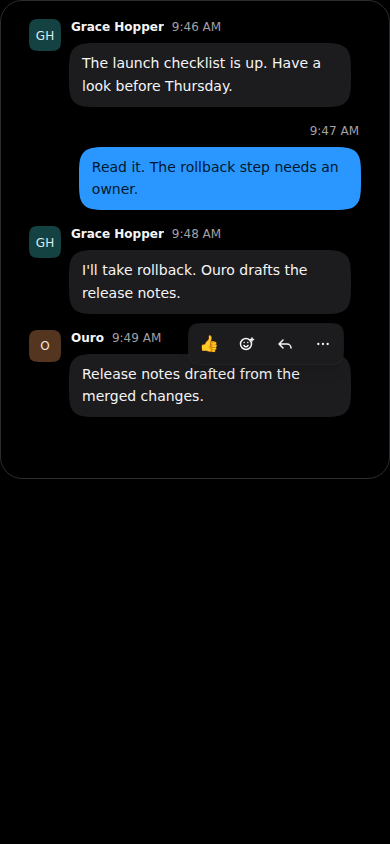 GH
Grace Hopper 9:46 AM
The launch checklist is up. Have a
look before Thursday.
9:47 AM
Read it. The rollback step needs an
owner.
GH
Grace Hopper 9:48 AM
I'll take rollback. Ouro drafts the
release notes.
O
Ouro 9:49 AM
Release notes drafted from the
merged changes.